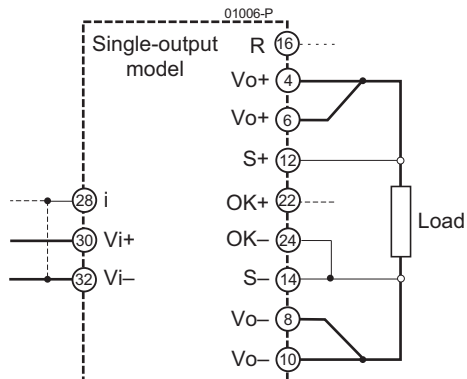 01006-P
Single-output
model
R 16
Vo+ 4
Vo+ 6
S+ 12
28 i
OK+ 22
30 Vi+
OK– 24
Load
32 Vi–
S– 14
Vo– 8
Vo– 10